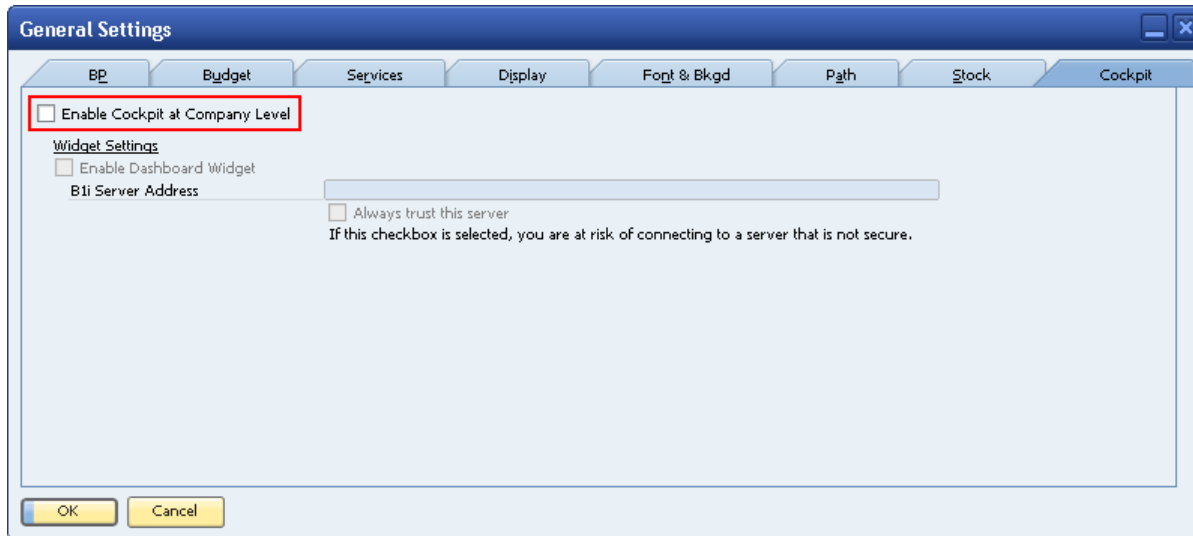 General Settings
BP Budget Services Display Font & Bkgd Path Stock Cockpit
Enable Cockpit at Company Level
Widget Settings
Enable Dashboard Widget
B1i Server Address
Always trust this server
If this checkbox is selected, you are at risk of connecting to a server that is not secure.
OK Cancel